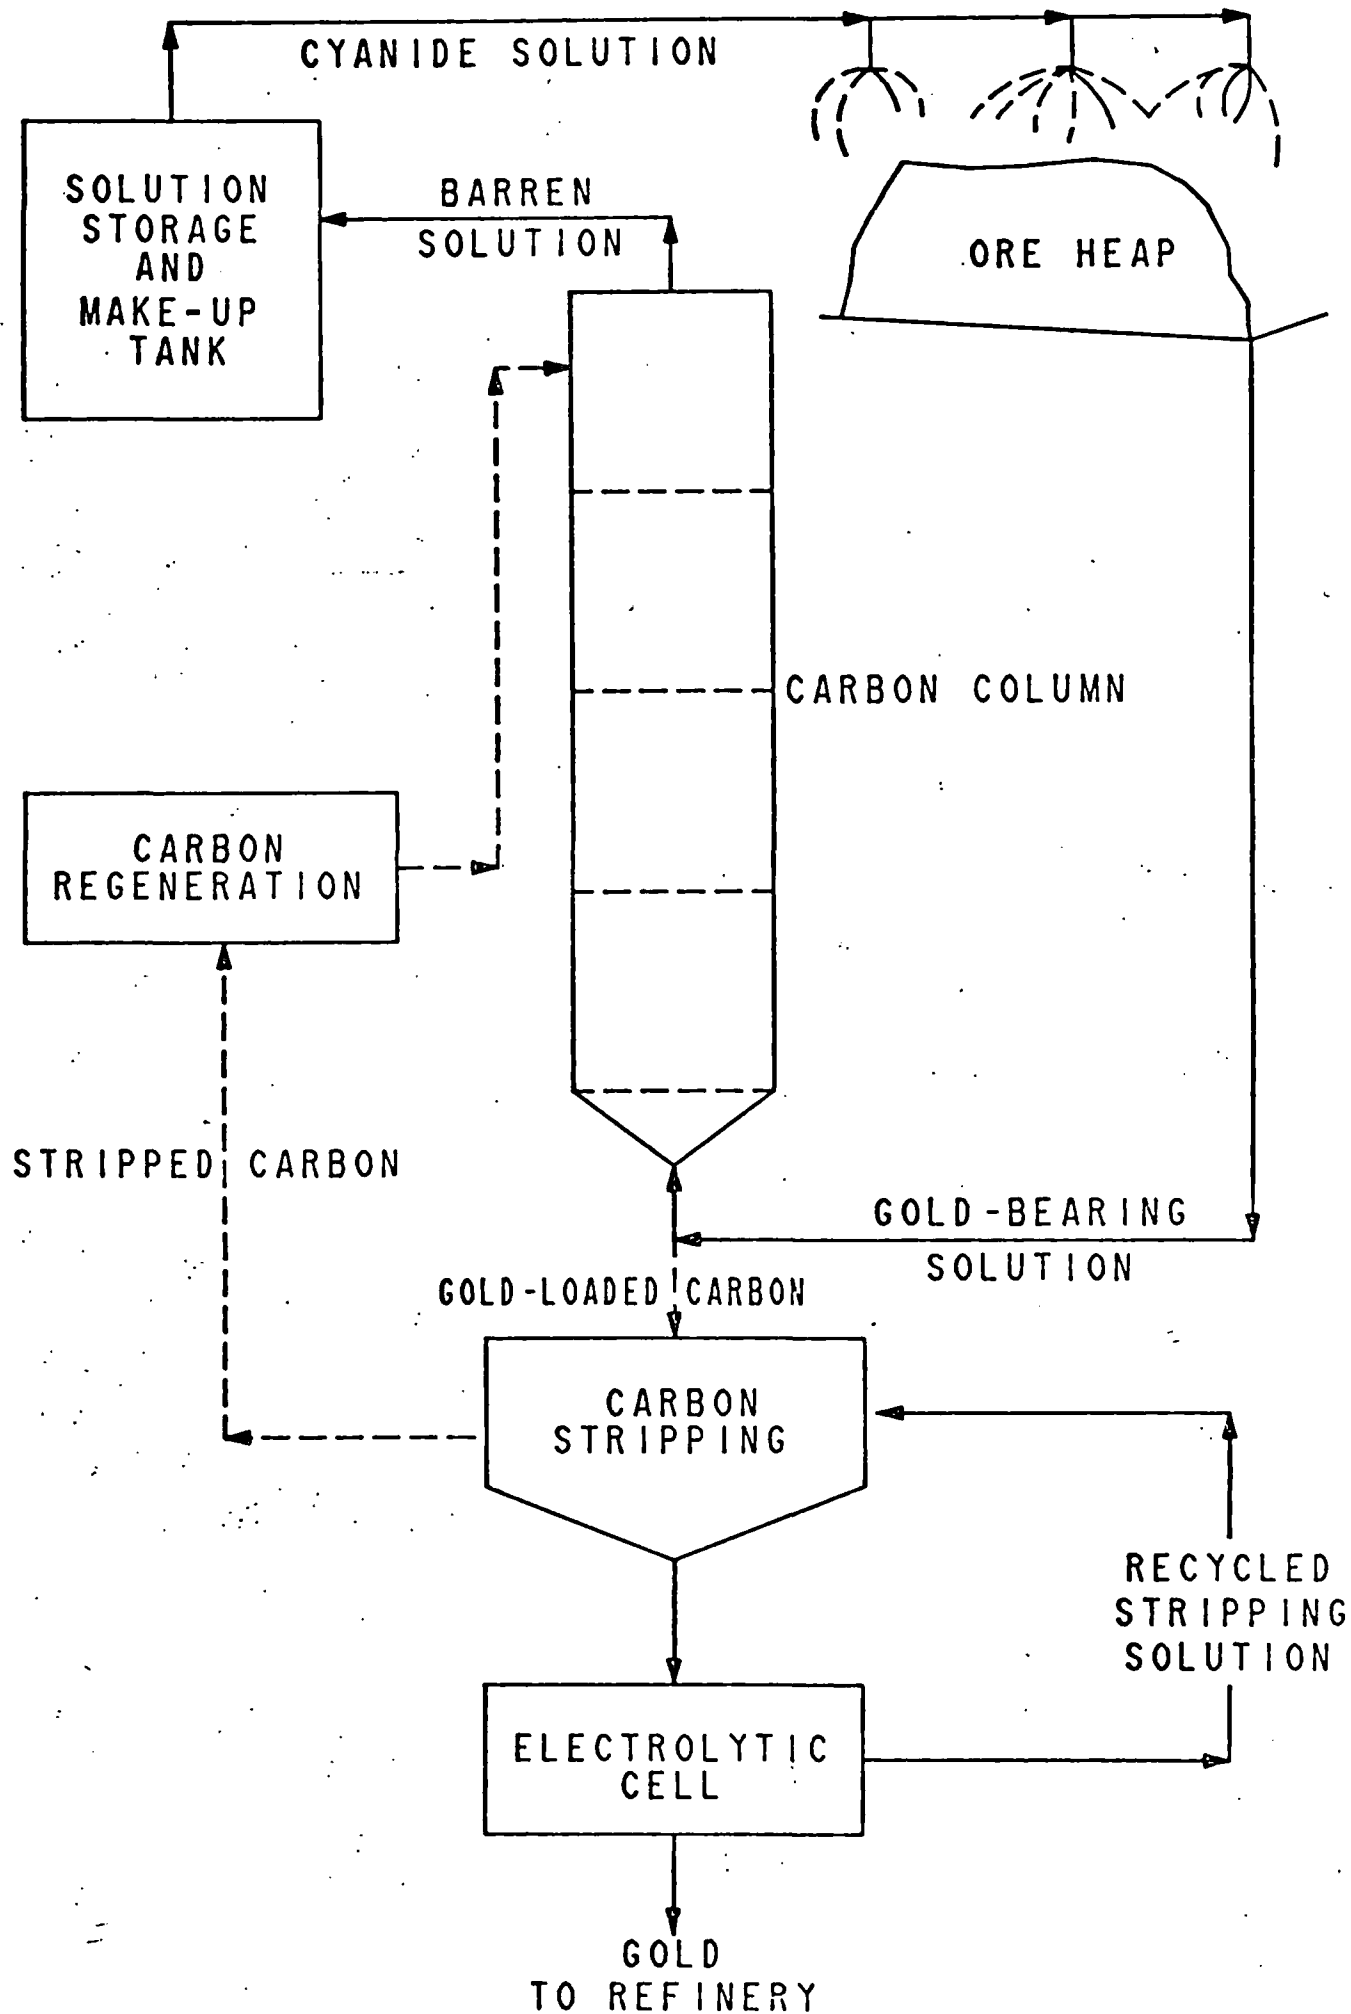 CYANIDE SOLUTION
SOLUTION
STORAGE
AND
MAKE-UP
TANK
BARREN
SOLUTION
ORE HEAP
CARBON COLUMN
CARBON
REGENERATION
STRIPPED CARBON
GOLD-BEARING
SOLUTION
GOLD-LOADED CARBON
CARBON
STRIPPING
RECYCLED
STRIPPING
SOLUTION
ELECTROLYTIC
CELL
GOLD
TO REFINERY